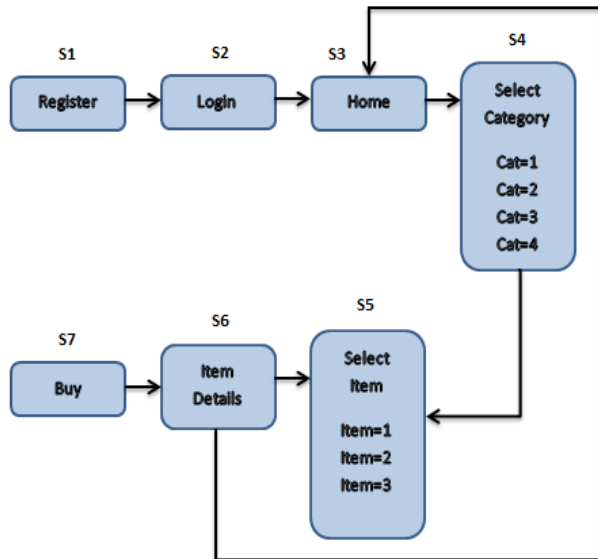 S1
S2
S3
S4
Register
Login
Home
Select
Category
Cat=1
Cat=2
Cat=3
Cat=4
S7
S6
S5
Buy
Item
Details
Select
Item
Item=1
Item=2
Item=3